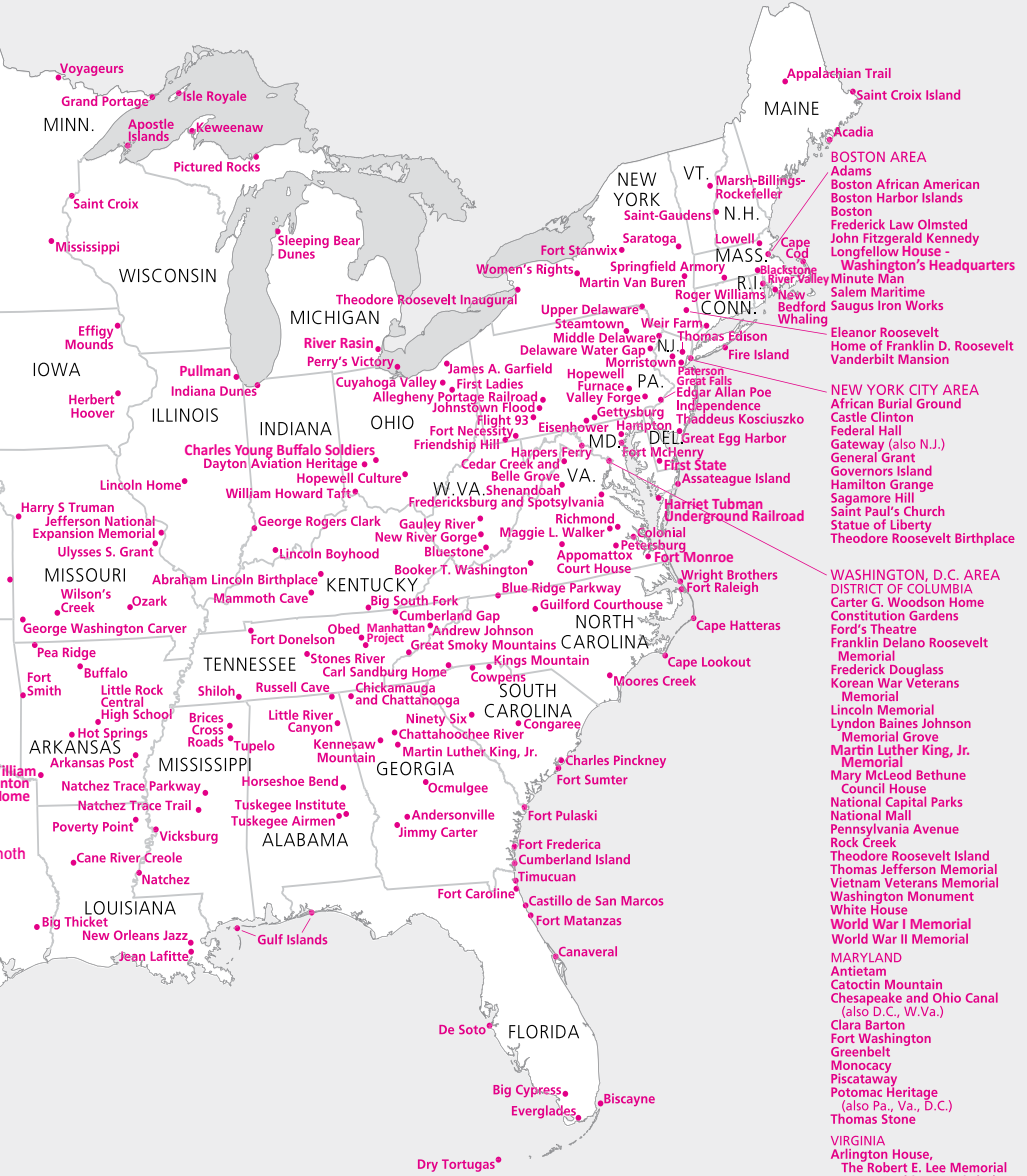 Voyageurs
Grand Portage
Isle Royale
MINN.
Apostle
Islands
Keweenaw
Pictured Rocks
Saint Croix
Mississippi
WISCONSIN
Sleeping Bear
Dunes
MICHIGAN
Theodore Roosevelt Inaugural
River Rasin
Perry's Victory
Effigy
Mounds
IOWA
Herbert
Hoover
Pullman
Indiana Dunes
ILLINOIS
INDIANA
OHIO
James A. Garfield
Cuyahoga Valley
First Ladies
Allegheny Portage Railroad
Johnstown Flood
Flight 93
Fort Necessity
Friendship Hill
Charles Young Buffalo Soldiers
Dayton Aviation Heritage
Hopewell Culture
William Howard Taft
Lincoln Home
Harry S Truman
Jefferson National
Expansion Memorial
Ulysses S. Grant
George Rogers Clark
Lincoln Boyhood
MISSOURI
Wilson's
Creek
Ozark
George Washington Carver
Abraham Lincoln Birthplace
Mammoth Cave
KENTUCKY
Big South Fork
Cumberland Gap
Gauley River
New River Gorge
Bluestone
W.VA.
Booker T. Washington
Blue Ridge Parkway
Guilford Courthouse
NORTH
CAROLINA
Pea Ridge
Buffalo
Fort
Smith
Little Rock
Central
High School
Hot Springs
ARKANSAS
Arkansas Post
illiam
nton
Home
Fort Donelson
Obed
Manhattan
Project
Andrew Johnson
Great Smoky Mountains
TENNESSEE
Stones River
Carl Sandburg Home
Kings Mountain
Cowpens
Shiloh
Russell Cave
Chickamauga
and Chattanooga
SOUTH
CAROLINA
Moores Creek
Brices
Cross
Roads
Tupelo
Little River
Canyon
Ninety Six
Congaree
Chattahoochee River
Kennesaw
Mountain
Martin Luther King, Jr.
MISSISSIPPI
GEORGIA
Charles Pinckney
Fort Sumter
Natchez Trace Parkway
Natchez Trace Trail
Horseshoe Bend
Ocmulgee
Poverty Point
Vicksburg
Tuskegee Institute
Tuskegee Airmen
Andersonville
Jimmy Carter
Fort Pulaski
ALABAMA
moth
Cane River Creole
Natchez
Fort Frederica
Cumberland Island
Timucuan
Fort Caroline
Castillo de San Marcos
Fort Matanzas
LOUISIANA
Big Thicket
New Orleans Jazz
Jean Lafitte
Gulf Islands
Canaveral
De Soto
FLORIDA
Big Cypress
Everglades
Biscayne
Dry Tortugas
Appalachian Trail
Saint Croix Island
MAINE
Acadia
NEW
YORK
VT.
Marsh-Billings-
Rockefeller
Saint-Gaudens
N.H.
Fort Stanwix
Saratoga
Lowell
Cape
Cod
Women's Rights
Springfield Armory
MASS.
Martin Van Buren
Blackstone
River Valley
Roger Williams
R.I.
New
Bedford
Whaling
CONN.
Upper Delaware
Steamtown
Weir Farm
Middle Delaware
Thomas Edison
Delaware Water Gap
N.J.
Fire Island
Morristown
Paterson
Great Falls
Hopewell
Furnace
PA.
Valley Forge
Edgar Allan Poe
Independence
Gettysburg
Thaddeus Kosciuszko
Eisenhower
Hampton
MD.
DEL.
Great Egg Harbor
Harpers Ferry
Fort McHenry
Cedar Creek and
Belle Grove
VA.
First State
Assateague Island
Shenandoah
Fredericksburg and Spotsylvania
Harriet Tubman
Underground Railroad
Richmond
Maggie L. Walker
Colonial
Petersburg
Appomattox
Court House
Fort Monroe
Wright Brothers
Fort Raleigh
Cape Hatteras
Cape Lookout
BOSTON AREA
Adams
Boston African American
Boston Harbor Islands
Boston
Frederick Law Olmsted
John Fitzgerald Kennedy
Longfellow House -
Washington's Headquarters
Minute Man
Salem Maritime
Saugus Iron Works
Eleanor Roosevelt
Home of Franklin D. Roosevelt
Vanderbilt Mansion
NEW YORK CITY AREA
African Burial Ground
Castle Clinton
Federal Hall
Gateway (also N.J.)
General Grant
Governors Island
Hamilton Grange
Sagamore Hill
Saint Paul's Church
Statue of Liberty
Theodore Roosevelt Birthplace
WASHINGTON, D.C. AREA
DISTRICT OF COLUMBIA
Carter G. Woodson Home
Constitution Gardens
Ford's Theatre
Franklin Delano Roosevelt
Memorial
Frederick Douglass
Korean War Veterans
Memorial
Lincoln Memorial
Lyndon Baines Johnson
Memorial Grove
Martin Luther King, Jr.
Memorial
Mary McLeod Bethune
Council House
National Capital Parks
National Mall
Pennsylvania Avenue
Rock Creek
Theodore Roosevelt Island
Thomas Jefferson Memorial
Vietnam Veterans Memorial
Washington Monument
White House
World War I Memorial
World War II Memorial
MARYLAND
Antietam
Catoctin Mountain
Chesapeake and Ohio Canal
(also D.C., W.Va.)
Clara Barton
Fort Washington
Greenbelt
Monocacy
Piscataway
Potomac Heritage
(also Pa., Va., D.C.)
Thomas Stone
VIRGINIA
Arlington House,
The Robert E. Lee Memorial